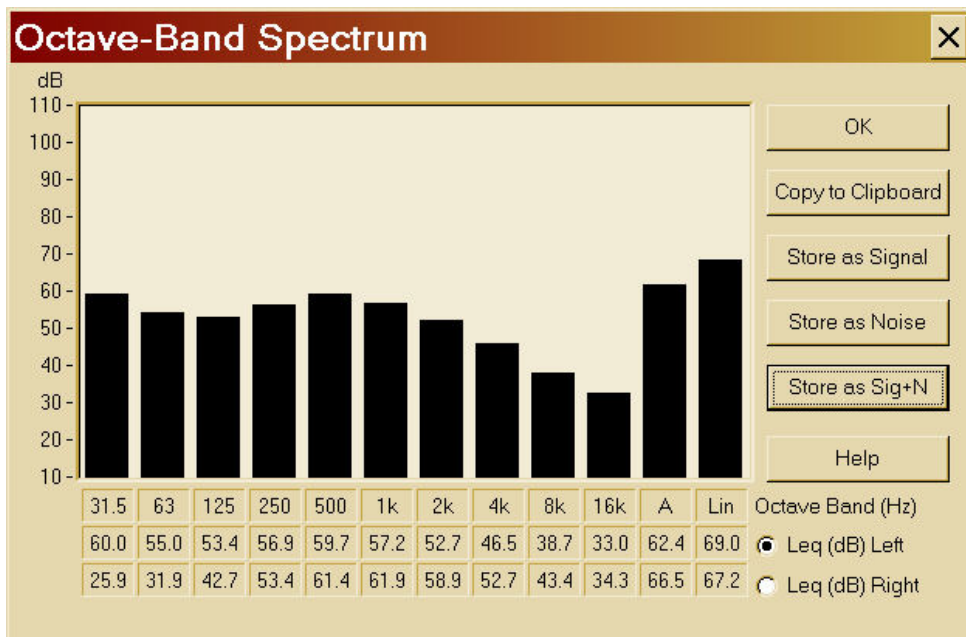 Octave-Band Spectrum
dB
110
100
90
80
70
60
50
40
30
20
10
OK
Copy to Clipboard
Store as Signal
Store as Noise
Store as Sig+N
Help
31.5 63 125 250 500 1k 2k 4k 8k 16k A Lin Octave Band (Hz)
60.0 55.0 53.4 56.9 59.7 57.2 52.7 46.5 38.7 33.0 62.4 69.0 Leq (dB) Left
25.9 31.9 42.7 53.4 61.4 61.9 58.9 52.7 43.4 34.3 66.5 67.2 Leq (dB) Right